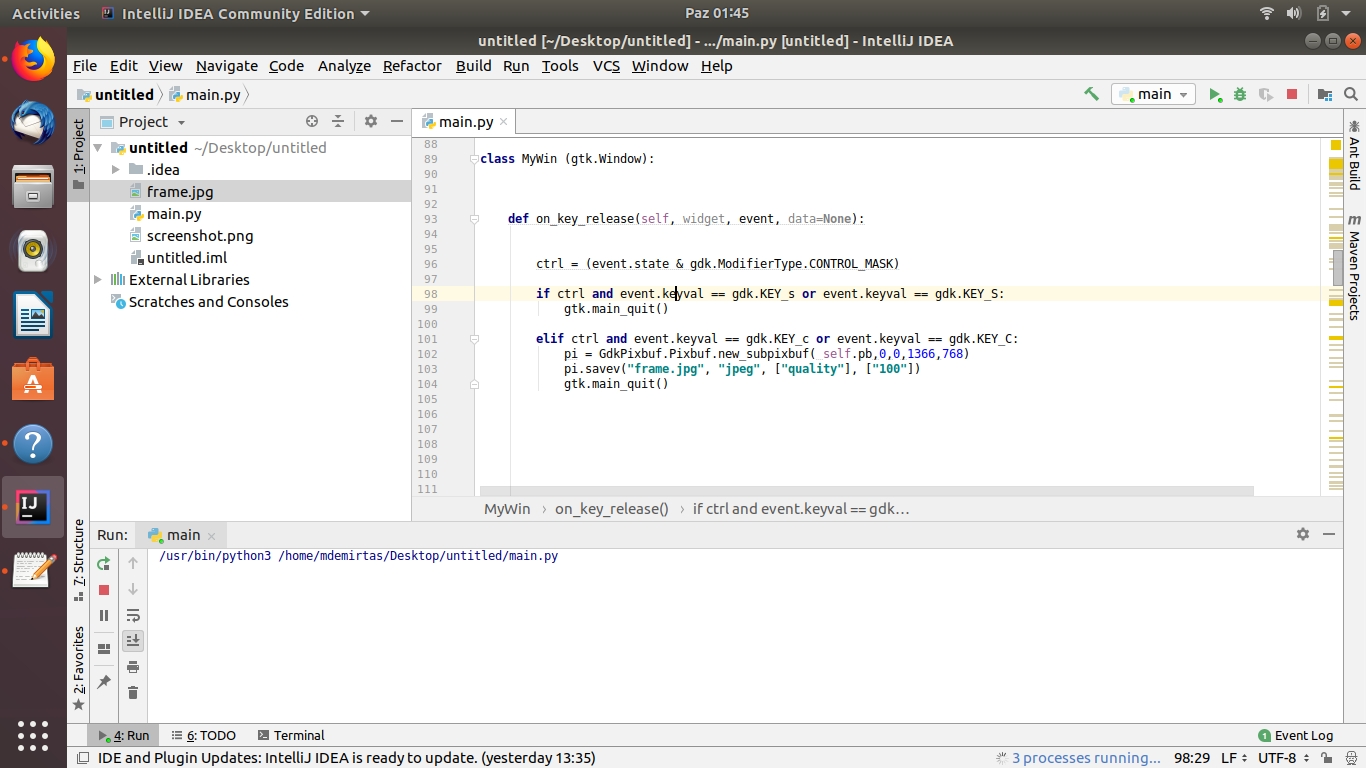 Activities IntelliJ IDEA Community Edition Paz 01:45
untitled [~/Desktop/untitled] - .../main.py [untitled] - IntelliJ IDEA
File Edit View Navigate Code Analyze Refactor Build Run Tools VCS Window Help
untitled main.py main
1: Project
Project
untitled ~/Desktop/untitled
.idea
frame.jpg
main.py
screenshot.png
untitled.iml
External Libraries
Scratches and Consoles
main.py
88
89 class MyWin (gtk.Window):
90
91
92
93 def on_key_release(self, widget, event, data=None):
94
95
96 ctrl = (event.state & gdk.ModifierType.CONTROL_MASK)
97
98 if ctrl and event.keyval == gdk.KEY_s or event.keyval == gdk.KEY_S:
99 gtk.main_quit()
100
101 elif ctrl and event.keyval == gdk.KEY_c or event.keyval == gdk.KEY_C:
102 pi = GdkPixbuf.Pixbuf.new_subpixbuf( self.pb,0,0,1366,768)
103 pi.savev("frame.jpg", "jpeg", ["quality"], ["100"])
104 gtk.main_quit()
105
106
107
108
109
110
111
MyWin › on_key_release() › if ctrl and event.keyval == gdk...
Ant Build
m Maven Projects
7: Structure
2: Favorites
Run: main
/usr/bin/python3 /home/mdemirtas/Desktop/untitled/main.py
IJ
4: Run 6: TODO Terminal 1 Event Log
IDE and Plugin Updates: IntelliJ IDEA is ready to update. (yesterday 13:35) 3 processes running... 98:29 LF UTF-8